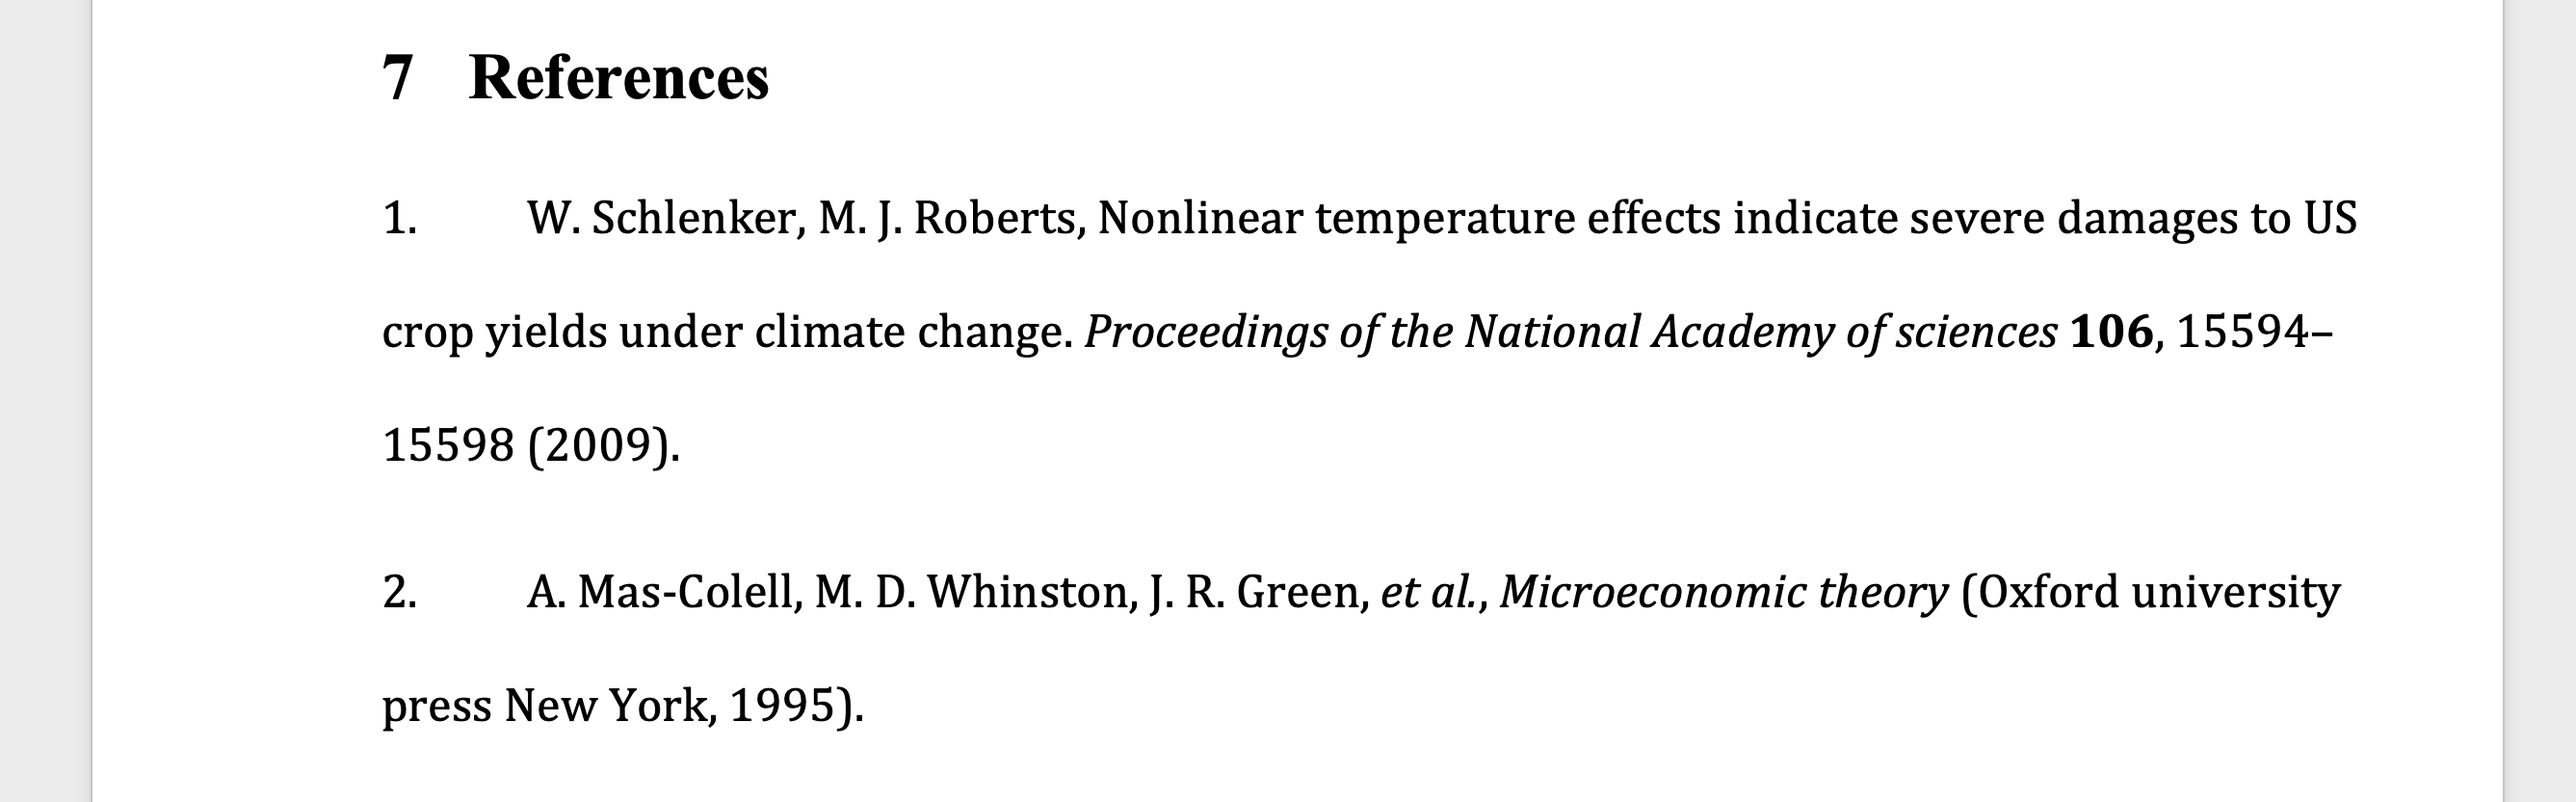 7 References
1. W. Schlenker, M. J. Roberts, Nonlinear temperature effects indicate severe damages to US
crop yields under climate change. Proceedings of the National Academy of sciences 106, 15594–
15598 (2009).
2. A. Mas-Colell, M. D. Whinston, J. R. Green, et al., Microeconomic theory (Oxford university
press New York, 1995).